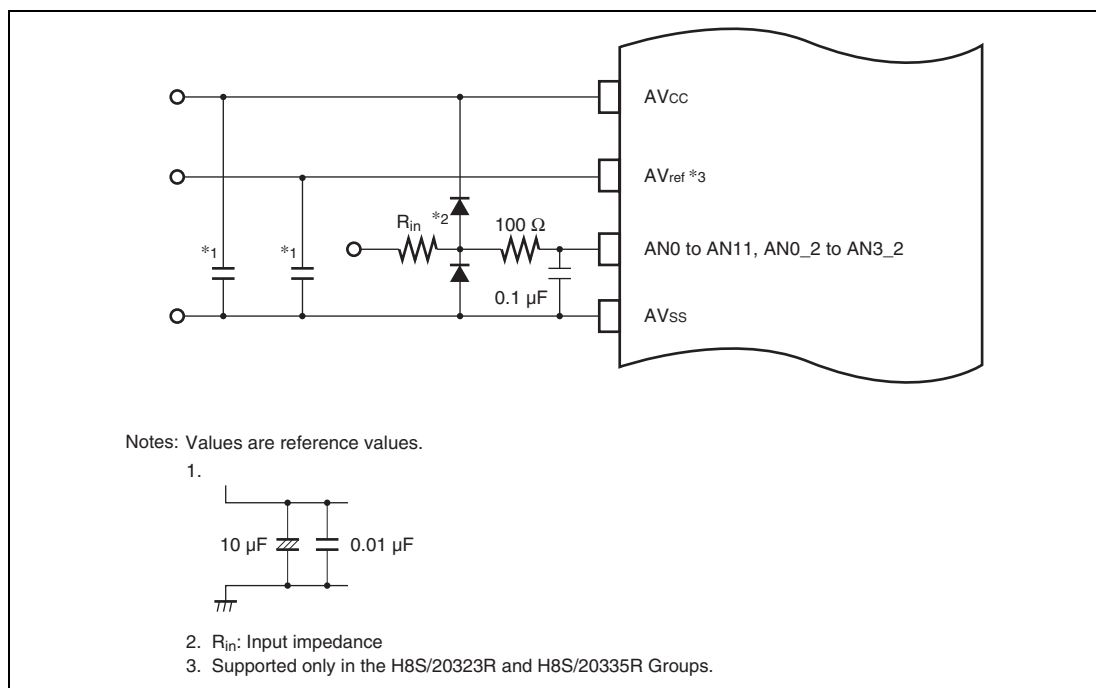 AVCC
AVref *3
Rin *2
100 Ω
AN0 to AN11, AN0_2 to AN3_2
*1
*1
0.1 µF
AVSS
Notes: Values are reference values.
1.
10 µF
0.01 µF
2. Rin: Input impedance
3. Supported only in the H8S/20323R and H8S/20335R Groups.